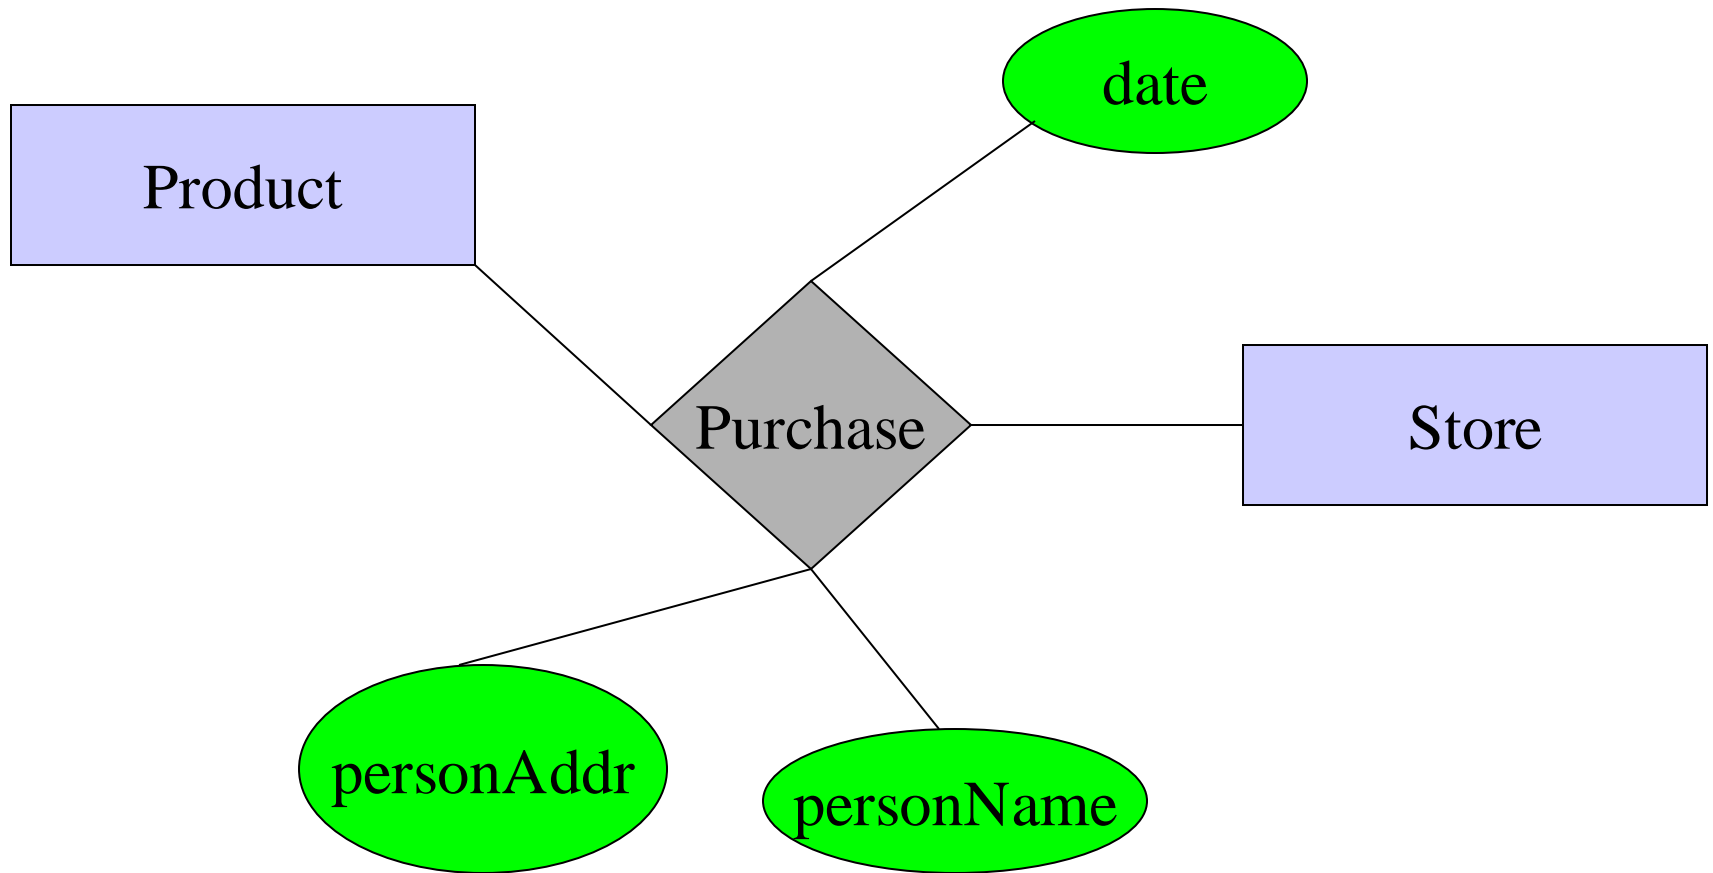 date
Product
Purchase
Store
personAddr
personName